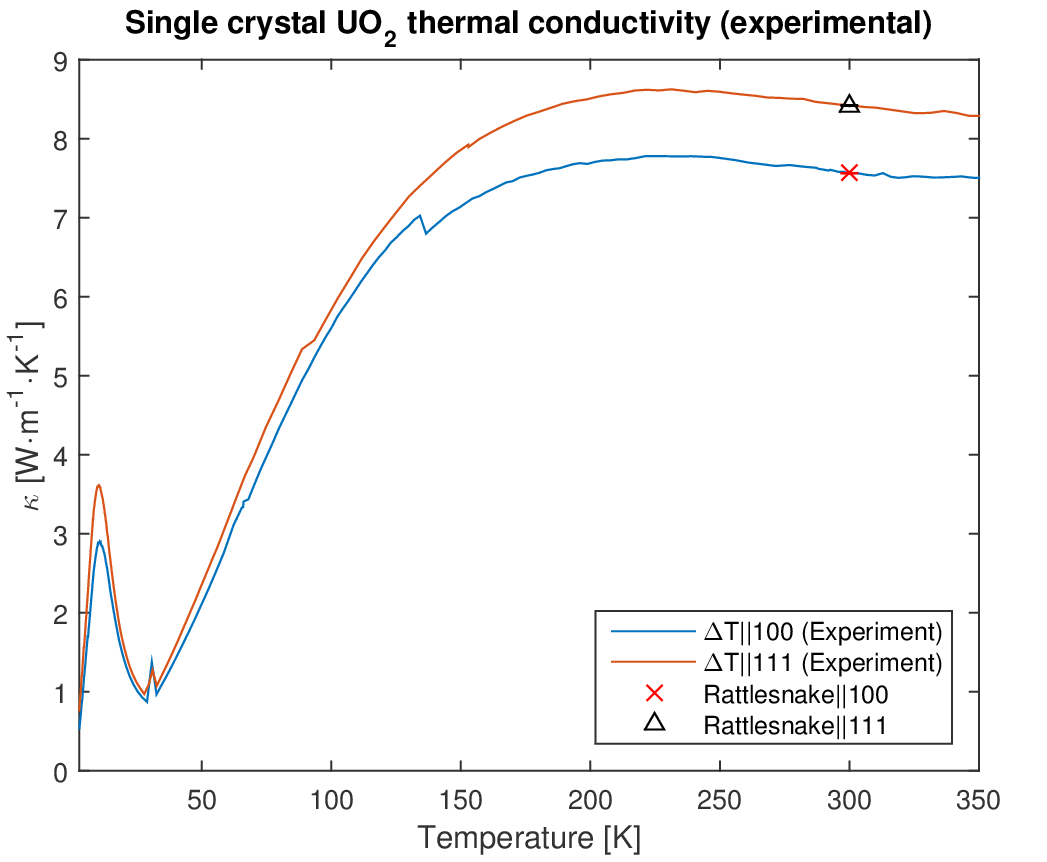 Single crystal UO2 thermal conductivity (experimental)
9
8
7
6
5
4
3
2
1
0
κ [W·m-1·K-1]
ΔT||100 (Experiment)
ΔT||111 (Experiment)
Rattlesnake||100
Rattlesnake||111
50 100 150 200 250 300 350
Temperature [K]